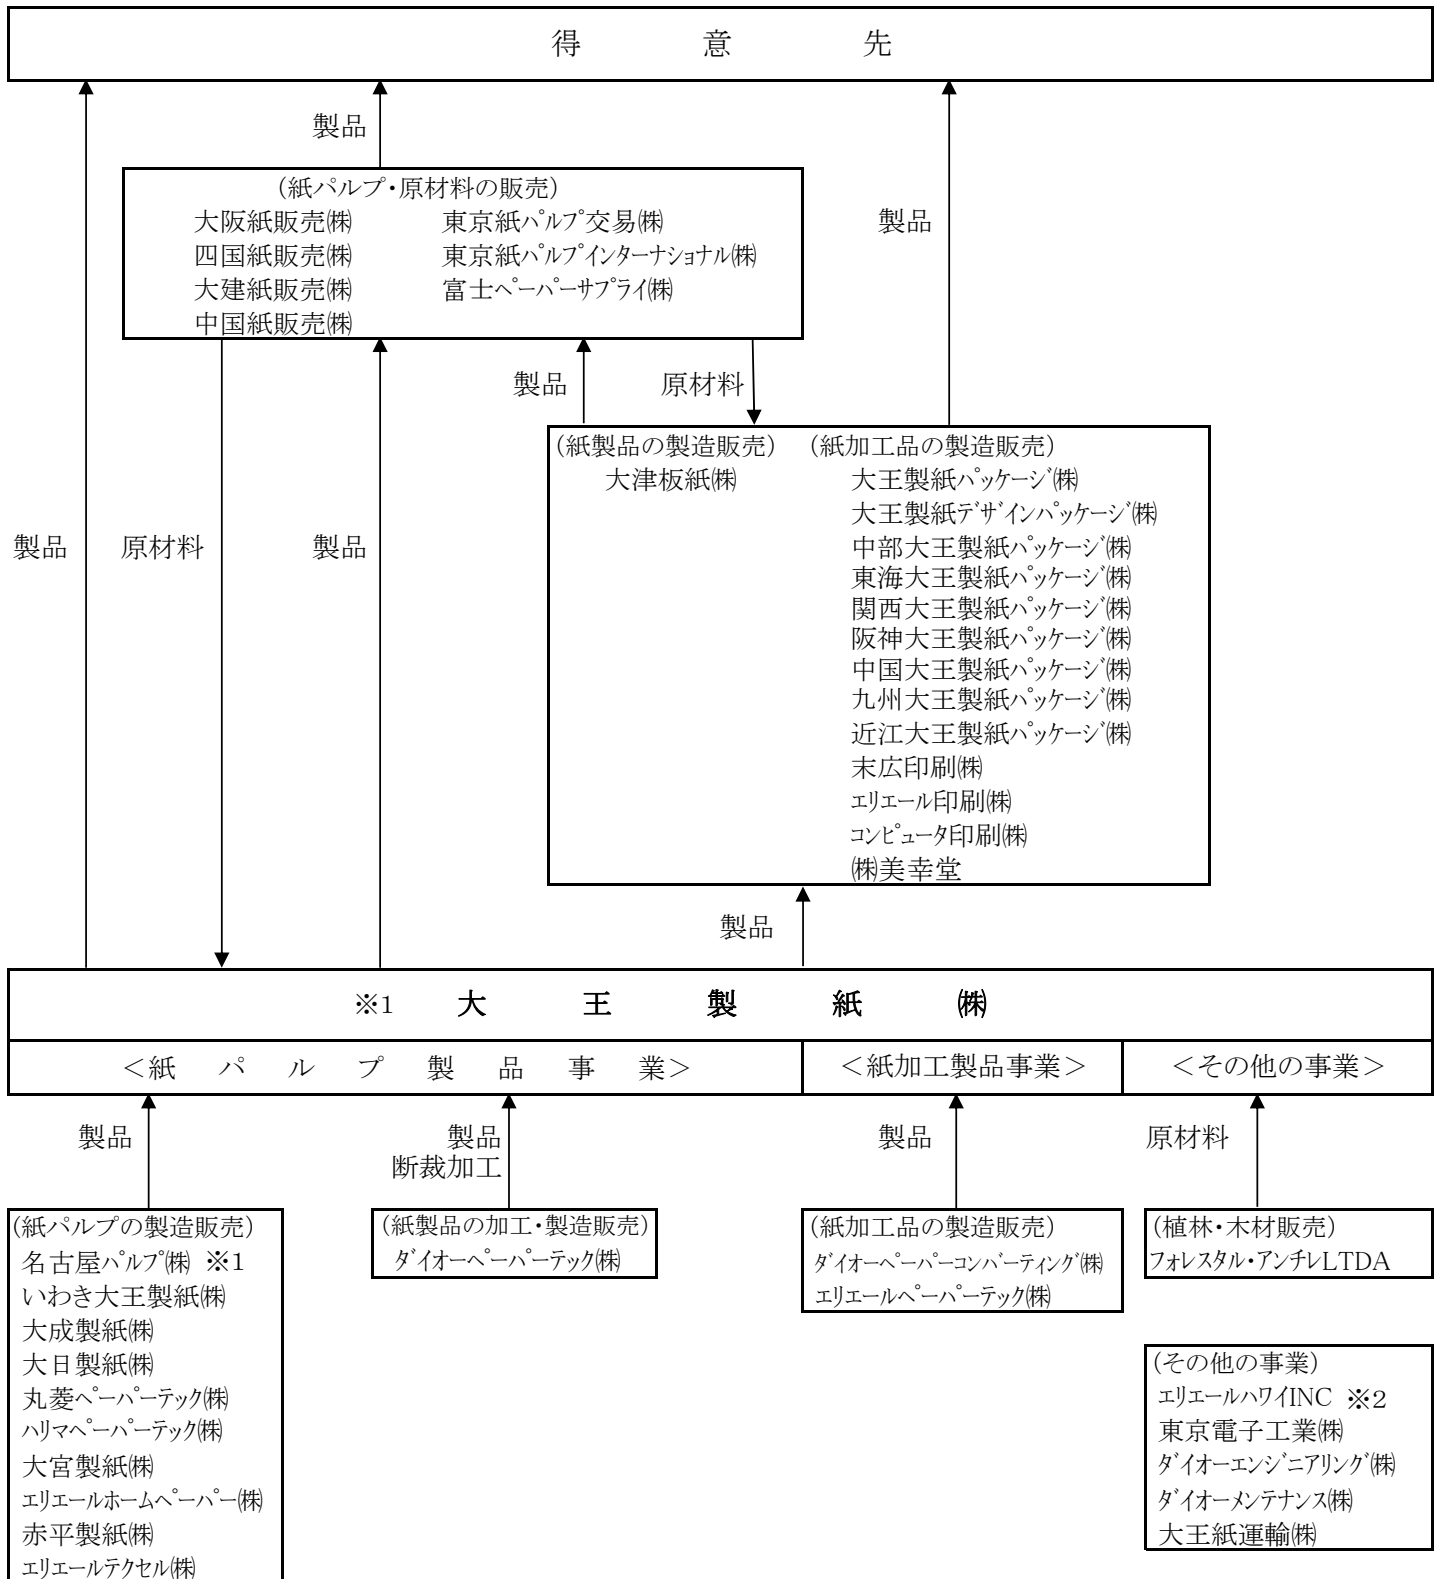 得意先
製品
(紙パルプ・原材料の販売)
大阪紙販売㈱ 東京紙パルプ交易㈱
四国紙販売㈱ 東京紙パルプインターナショナル㈱
大建紙販売㈱ 富士ペーパーサプライ㈱
中国紙販売㈱
製品
製品 原材料
(紙製品の製造販売) (紙加工品の製造販売)
大津板紙㈱ 大王製紙パッケージ㈱
大王製紙デザインパッケージ㈱
中部大王製紙パッケージ㈱
東海大王製紙パッケージ㈱
関西大王製紙パッケージ㈱
阪神大王製紙パッケージ㈱
中国大王製紙パッケージ㈱
九州大王製紙パッケージ㈱
近江大王製紙パッケージ㈱
末広印刷㈱
エリエール印刷㈱
コンピュータ印刷㈱
㈱美幸堂
製品 原材料 製品
製品
※1 大王製紙㈱
<紙パルプ製品事業> <紙加工製品事業> <その他の事業>
製品 製品 製品 原材料
断裁加工
(紙パルプの製造販売)
名古屋パルプ㈱ ※1
いわき大王製紙㈱
大成製紙㈱
大日製紙㈱
丸菱ペーパーテック㈱
ハリマペーパーテック㈱
大宮製紙㈱
エリエールホームペーパー㈱
赤平製紙㈱
エリエールテクセル㈱
(紙製品の加工・製造販売)
ダイオーペーパーテック㈱
(紙加工品の製造販売)
ダイオーペーパーコンバーティング㈱
エリエールペーパーテック㈱
(植林・木材販売)
フォレスタル・アンチレLTDA
(その他の事業)
エリエールハワイINC ※2
東京電子工業㈱
ダイオーエンジニアリング㈱
ダイオーメンテナンス㈱
大王紙運輸㈱